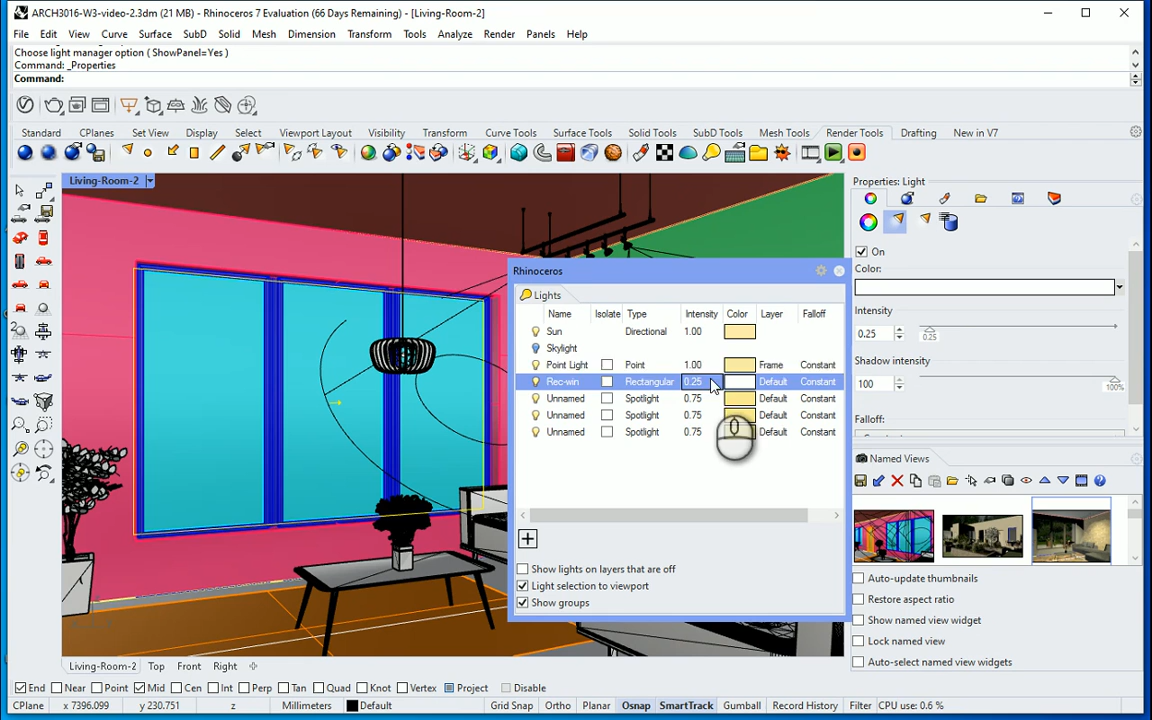 ARCH3016-W3-video-2.3dm (21 MB) - Rhinoceros 7 Evaluation (66 Days Remaining) - [Living-Room-2]
File Edit View Curve Surface SubD Solid Mesh Dimension Transform Tools Analyze Render Panels Help
Choose light manager option ( ShowPanel=Yes )
Command: _Properties
Command:
Standard CPlanes Set View Display Select Viewport Layout Visibility Transform Curve Tools Surface Tools Solid Tools SubD Tools Mesh Tools Render Tools Drafting New in V7
Living-Room-2
Properties: Light
On
Color:
Intensity
0.25 0.25
Shadow intensity
100 100%
Falloff:
Rhinoceros
Lights
Name Isolate Type Intensity Color Layer Falloff
Sun Directional 1.00
Skylight
Point Light Point 1.00 Frame Constant
Rec-win Rectangular 0.25 Default Constant
Unnamed Spotlight 0.75 Default Constant
Unnamed Spotlight 0.75 Default Constant
Unnamed Spotlight 0.75 Default Constant
Show lights on layers that are off
Light selection to viewport
Show groups
Named Views
Auto-update thumbnails
Restore aspect ratio
Show named view widget
Lock named view
Auto-select named view widgets
Living-Room-2 Top Front Right
End Near Point Mid Cen Int Perp Tan Quad Knot Vertex Project Disable
CPlane x 7396.099 y 230.751 z Millimeters Default Grid Snap Ortho Planar Osnap SmartTrack Gumball Record History Filter CPU use: 0.6 %